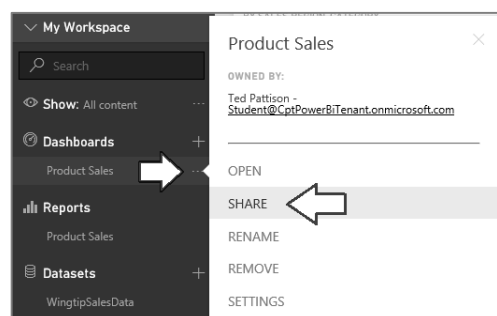 My Workspace
Search
Show: All content ...
Dashboards +
Product Sales ...
Reports
Product Sales
Datasets +
WingtipSalesData
Product Sales
OWNED BY:
Ted Pattison -
Student@CptPowerBiTenant.onmicrosoft.com
OPEN
SHARE
RENAME
REMOVE
SETTINGS